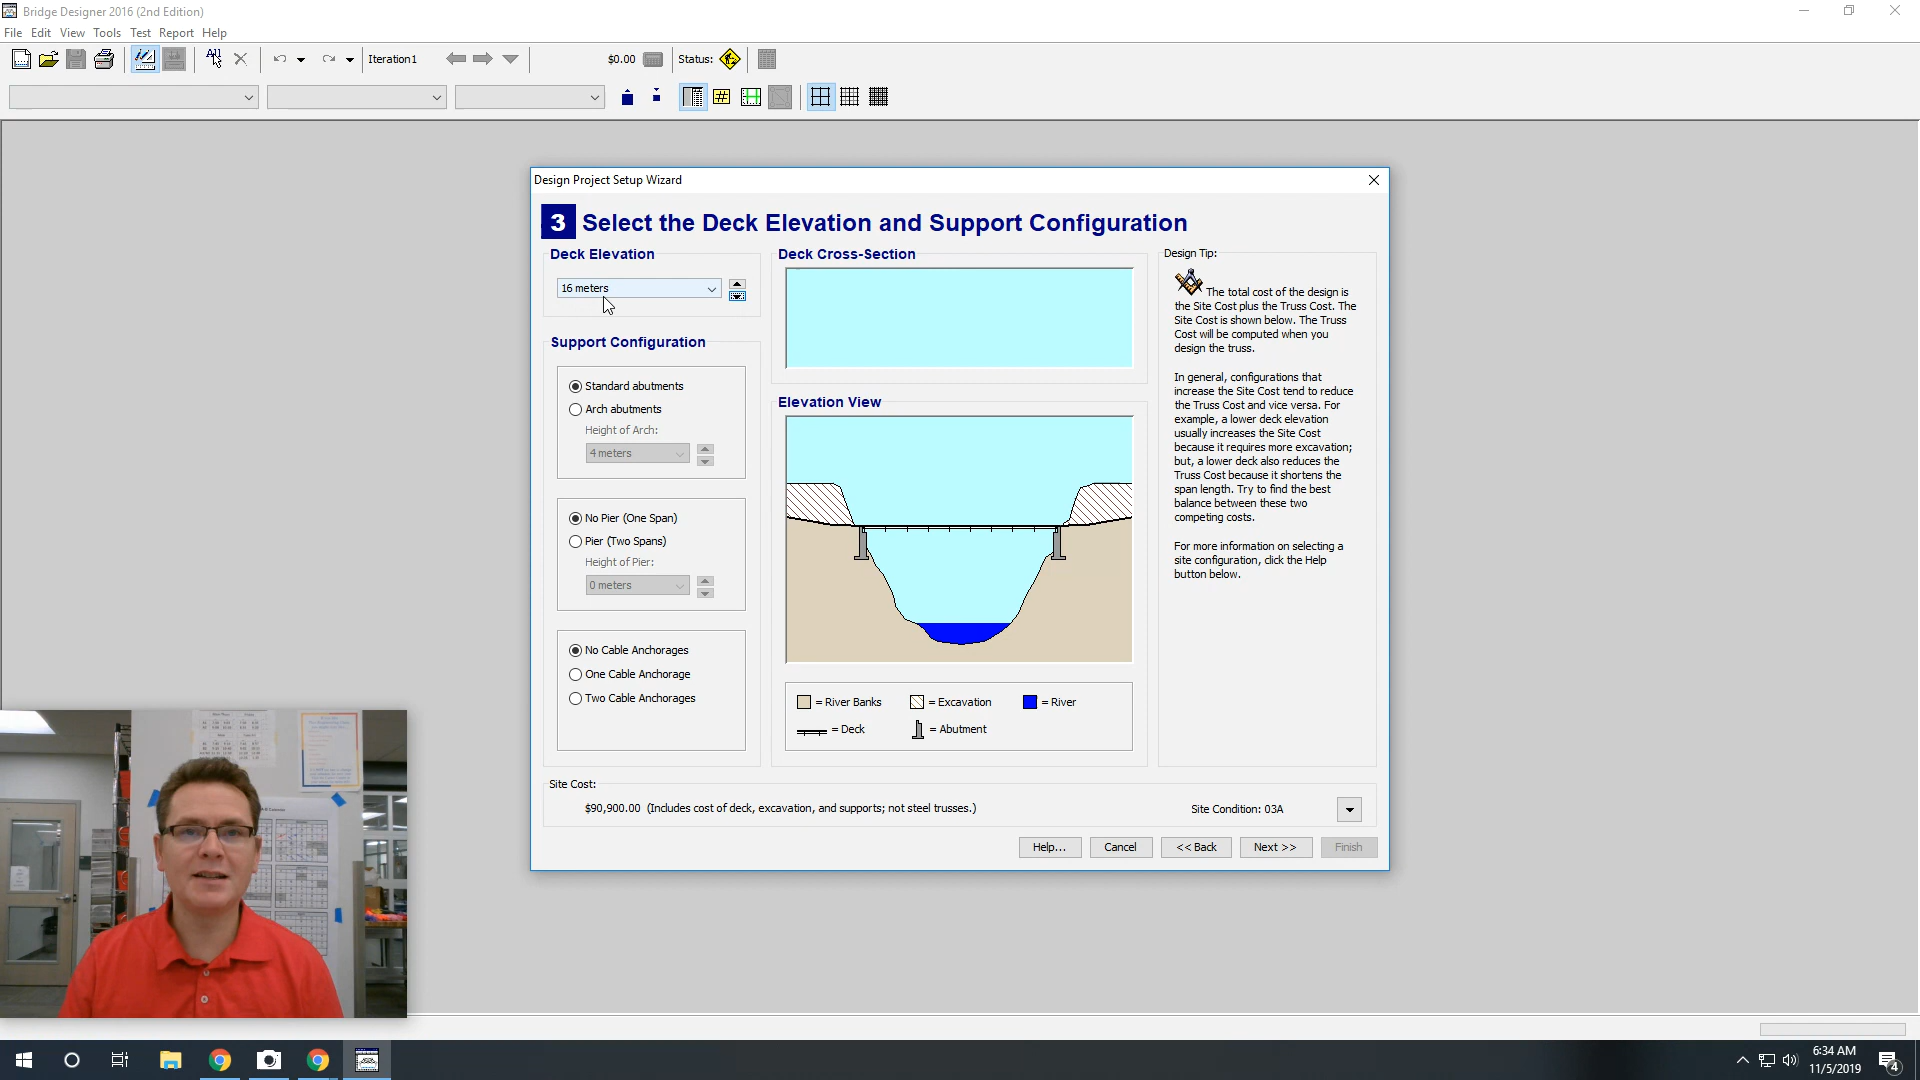 Bridge Designer 2016 (2nd Edition)
File Edit View Tools Test Report Help
Iteration1
$0.00
Status:
Design Project Setup Wizard
3 Select the Deck Elevation and Support Configuration
Deck Elevation
16 meters
Support Configuration
Standard abutments
Arch abutments
Height of Arch:
4 meters
No Pier (One Span)
Pier (Two Spans)
Height of Pier:
0 meters
No Cable Anchorages
One Cable Anchorage
Two Cable Anchorages
Deck Cross-Section
Elevation View
= River Banks
= Excavation
= River
= Deck
= Abutment
Design Tip:
The total cost of the design is
the Site Cost plus the Truss Cost. The
Site Cost is shown below. The Truss
Cost will be computed when you
design the truss.
In general, configurations that
increase the Site Cost tend to reduce
the Truss Cost and vice versa. For
example, a lower deck elevation
usually increases the Site Cost
because it requires more excavation;
but, a lower deck also reduces the
Truss Cost because it shortens the
span length. Try to find the best
balance between these two
competing costs.
For more information on selecting a
site configuration, click the Help
button below.
Site Cost:
$90,900.00 (Includes cost of deck, excavation, and supports; not steel trusses.)
Site Condition: 03A
Help...
Cancel
<< Back
Next >>
Finish
6:34 AM
11/5/2019
4